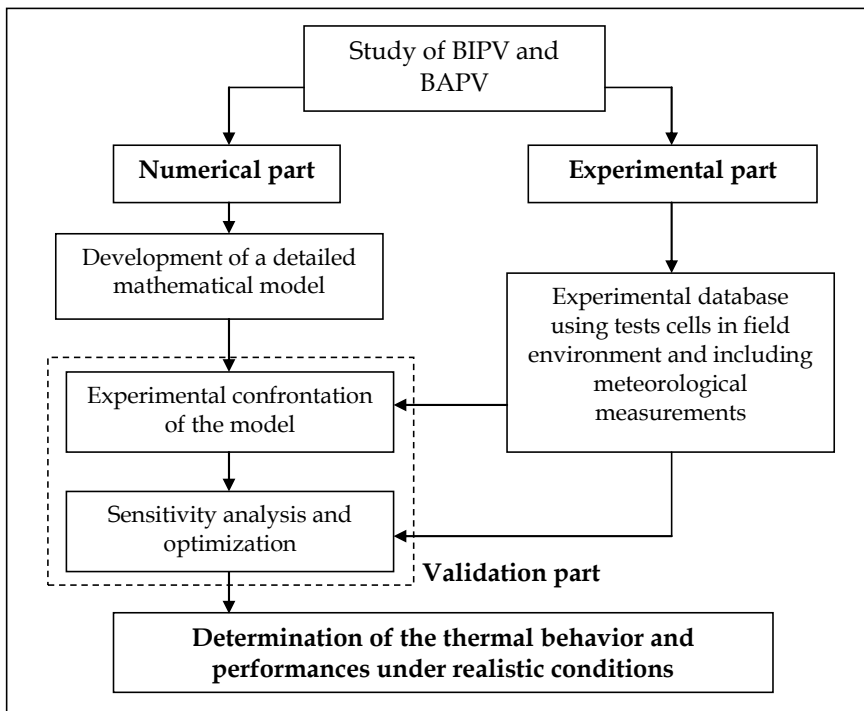 Study of BIPV and
BAPV
Numerical part
Experimental part
Development of a detailed
mathematical model
Experimental database
using tests cells in field
environment and including
meteorological
measurements
Experimental confrontation
of the model
Sensitivity analysis and
optimization
Validation part
Determination of the thermal behavior and
performances under realistic conditions